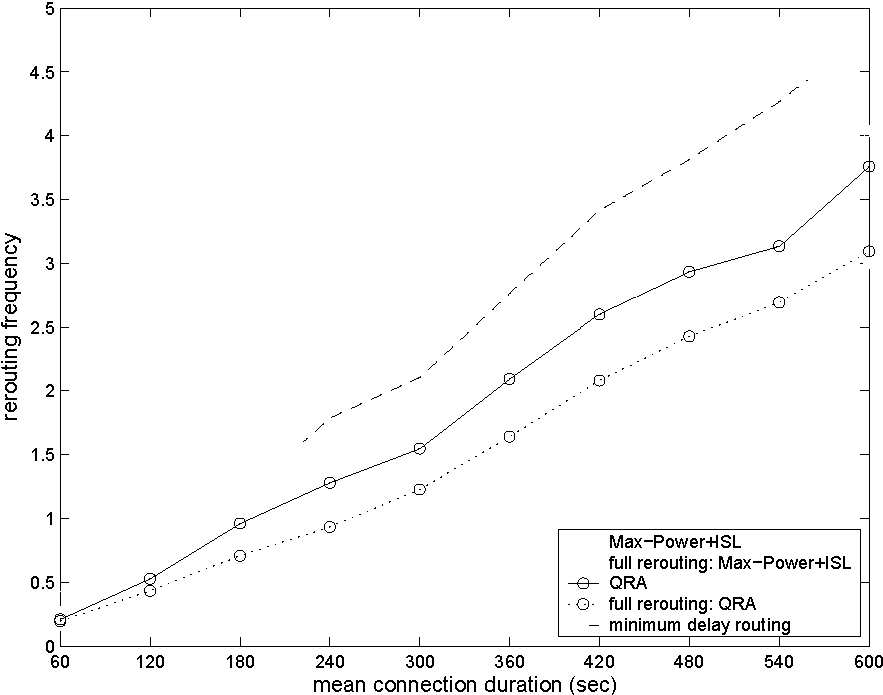 5
4.5
4
3.5
3
2.5
2
1.5
1
0.5
0
rerouting frequency
60 120 180 240 300 360 420 480 540 600
mean connection duration (sec)
Max−Power+ISL
full rerouting: Max−Power+ISL
QRA
full rerouting: QRA
minimum delay routing